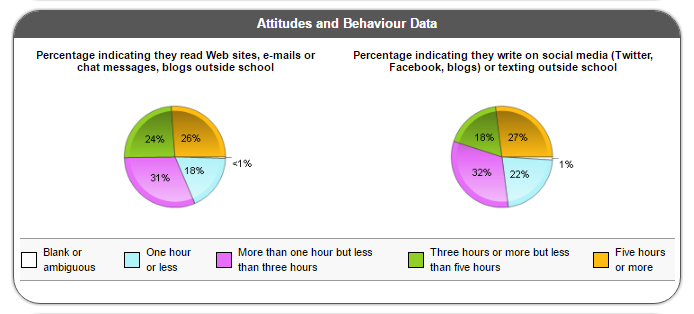 Attitudes and Behaviour Data
Percentage indicating they read Web sites, e-mails or
chat messages, blogs outside school
Percentage indicating they write on social media (Twitter,
Facebook, blogs) or texting outside school
24%
26%
<1%
18%
31%
18%
27%
1%
22%
32%
Blank or
ambiguous
One hour
or less
More than one hour but less
than three hours
Three hours or more but less
than five hours
Five hours
or more